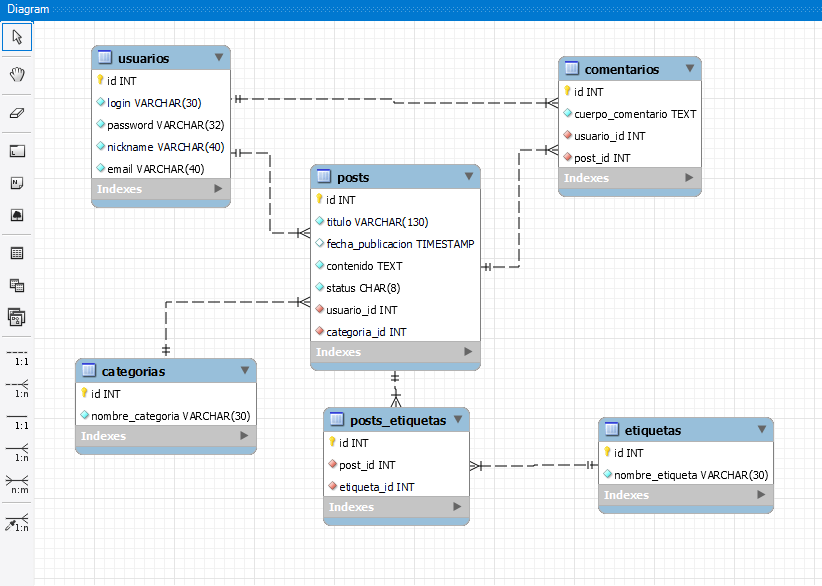 Diagram
usuarios
id INT
login VARCHAR(30)
password VARCHAR(32)
nickname VARCHAR(40)
email VARCHAR(40)
Indexes
comentarios
id INT
cuerpo_comentario TEXT
usuario_id INT
post_id INT
Indexes
posts
id INT
titulo VARCHAR(130)
fecha_publicacion TIMESTAMP
contenido TEXT
status CHAR(8)
usuario_id INT
categoria_id INT
Indexes
categorias
id INT
nombre_categoria VARCHAR(30)
Indexes
posts_etiquetas
id INT
post_id INT
etiqueta_id INT
Indexes
etiquetas
id INT
nombre_etiqueta VARCHAR(30)
Indexes
1:1
1:n
1:1
1:n
n:m
1:n